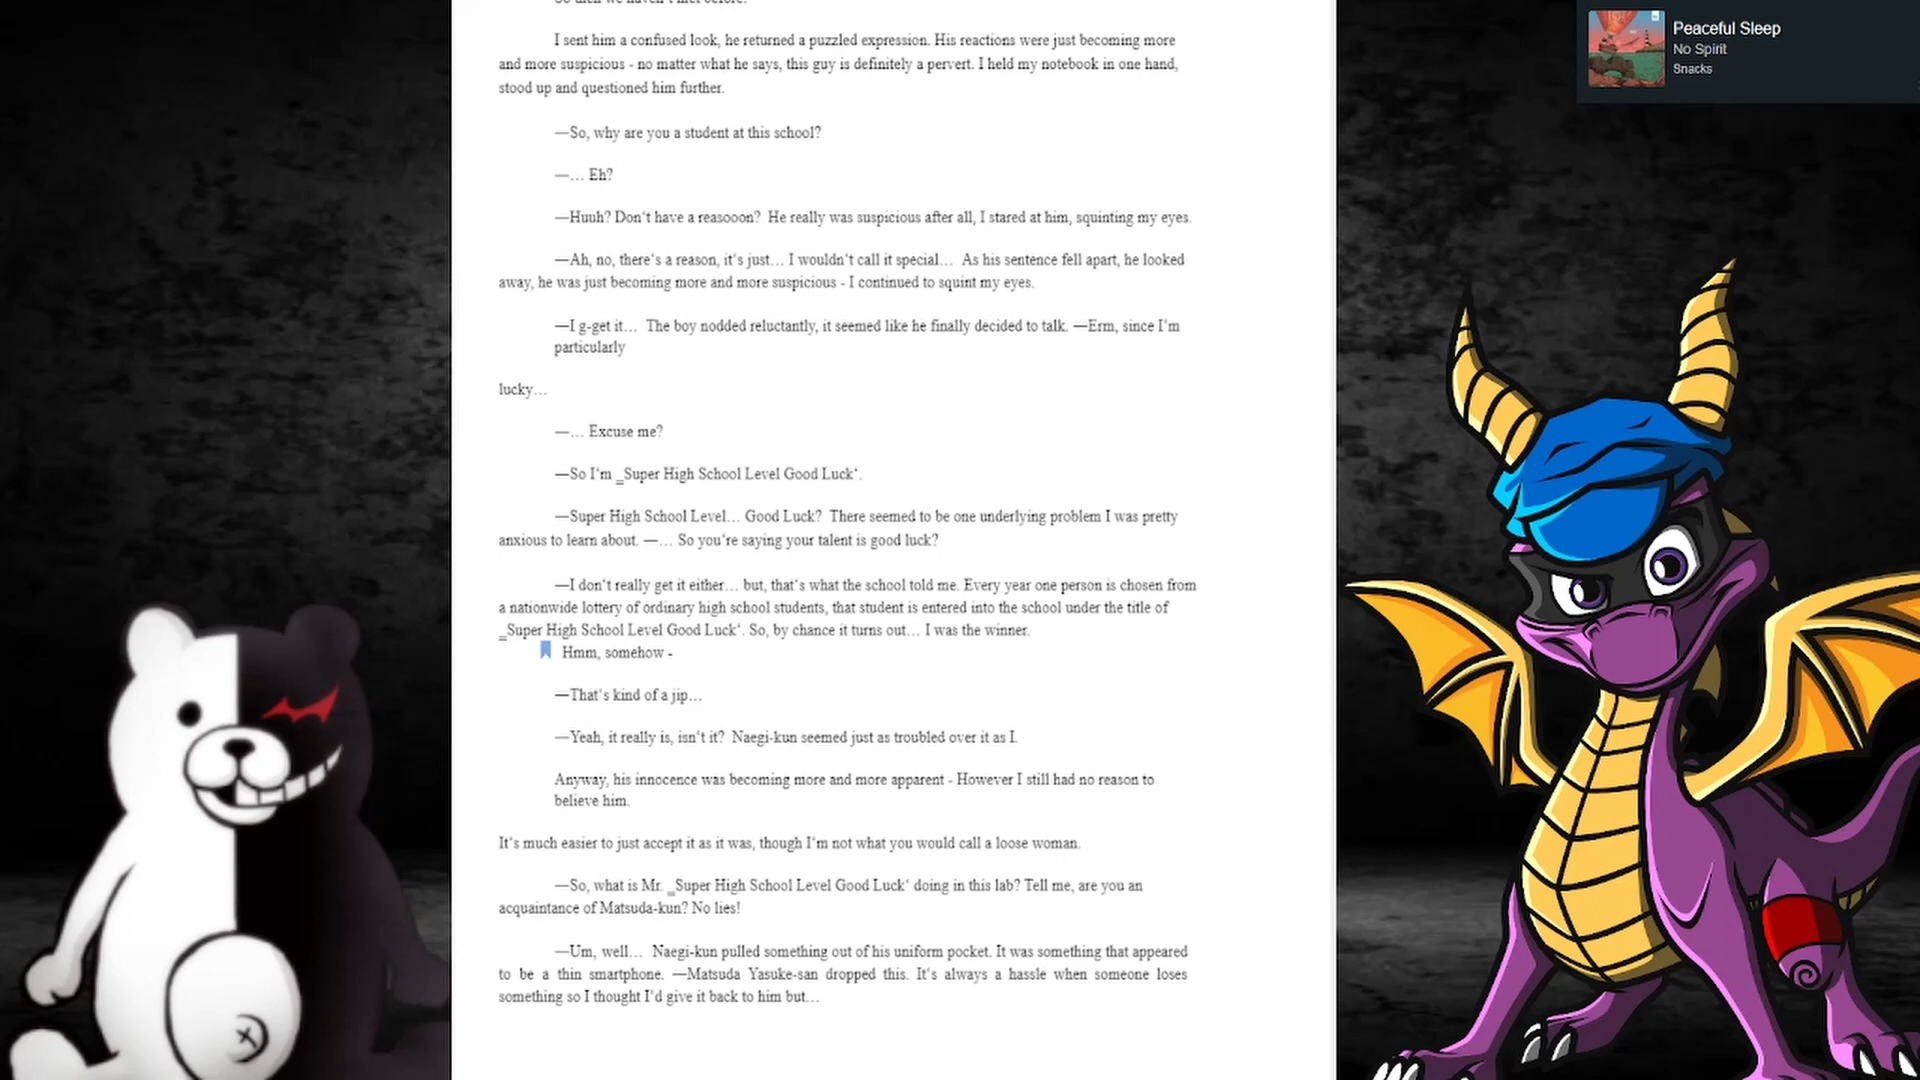 I sent him a confused look, he returned a puzzled expression. His reactions were just becoming more
and more suspicious - no matter what he says, this guy is definitely a pervert. I held my notebook in one hand,
stood up and questioned him further.
—So, why are you a student at this school?
—… Eh?
—Huuh? Don‘t have a reasooon?  He really was suspicious after all, I stared at him, squinting my eyes.
—Ah, no, there‘s a reason, it‘s just… I wouldn‘t call it special…  As his sentence fell apart, he looked
away, he was just becoming more and more suspicious - I continued to squint my eyes.
—I g-get it…  The boy nodded reluctantly, it seemed like he finally decided to talk. —Erm, since I‘m
particularly
lucky…
—… Excuse me?
—So I‘m ‗Super High School Level Good Luck‘.
—Super High School Level… Good Luck?  There seemed to be one underlying problem I was pretty
anxious to learn about. —… So you‘re saying your talent is good luck?
—I don‘t really get it either… but, that‘s what the school told me. Every year one person is chosen from
a nationwide lottery of ordinary high school students, that student is entered into the school under the title of
‗Super High School Level Good Luck‘. So, by chance it turns out… I was the winner.
Hmm, somehow -
—That‘s kind of a jip…
—Yeah, it really is, isn‘t it?  Naegi-kun seemed just as troubled over it as I.
Anyway, his innocence was becoming more and more apparent - However I still had no reason to
believe him.
It‘s much easier to just accept it as it was, though I‘m not what you would call a loose woman.
—So, what is Mr. ‗Super High School Level Good Luck‘ doing in this lab? Tell me, are you an
acquaintance of Matsuda-kun? No lies!
—Um, well…  Naegi-kun pulled something out of his uniform pocket. It was something that appeared
to be a thin smartphone. —Matsuda Yasuke-san dropped this. It‘s always a hassle when someone loses
something so I thought I‘d give it back to him but…
Peaceful Sleep
No Spirit
Snacks